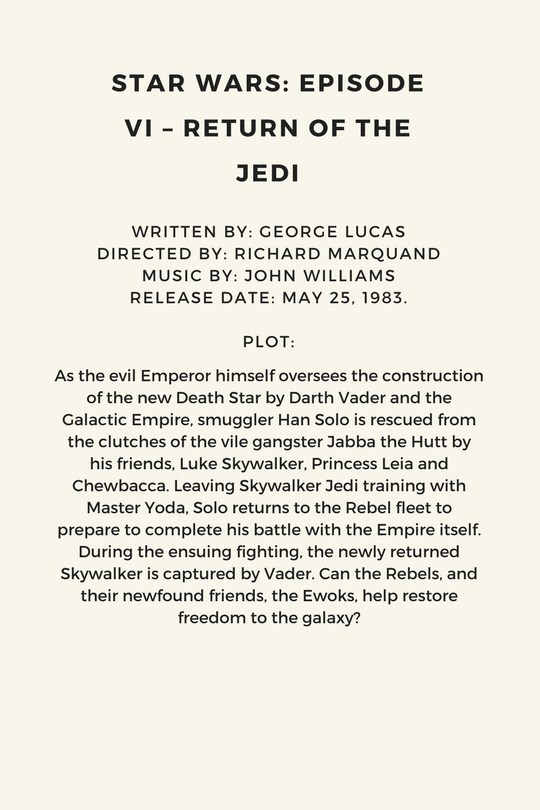 STAR WARS: EPISODE
VI – RETURN OF THE
JEDI
WRITTEN BY: GEORGE LUCAS
DIRECTED BY: RICHARD MARQUAND
MUSIC BY: JOHN WILLIAMS
RELEASE DATE: MAY 25, 1983.
PLOT:
As the evil Emperor himself oversees the construction
of the new Death Star by Darth Vader and the
Galactic Empire, smuggler Han Solo is rescued from
the clutches of the vile gangster Jabba the Hutt by
his friends, Luke Skywalker, Princess Leia and
Chewbacca. Leaving Skywalker Jedi training with
Master Yoda, Solo returns to the Rebel fleet to
prepare to complete his battle with the Empire itself.
During the ensuing fighting, the newly returned
Skywalker is captured by Vader. Can the Rebels, and
their newfound friends, the Ewoks, help restore
freedom to the galaxy?